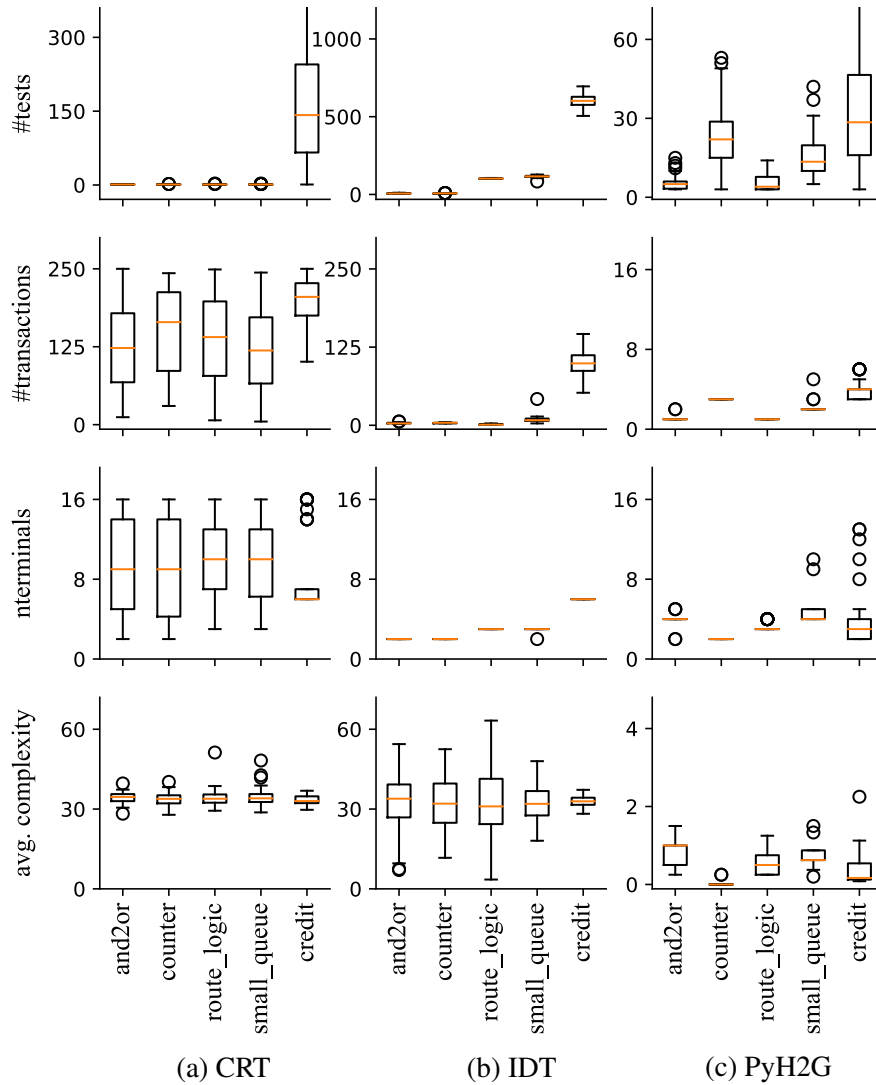 #tests
300
150
0
1000
500
0
60
30
0
#transactions
250
125
0
250
125
0
16
8
0
nterminals
16
8
0
16
8
0
16
8
0
avg. complexity
60
30
0
60
30
0
4
2
0
and2or
counter
route_logic
small_queue
credit
and2or
counter
route_logic
small_queue
credit
and2or
counter
route_logic
small_queue
credit
(a) CRT
(b) IDT
(c) PyH2G